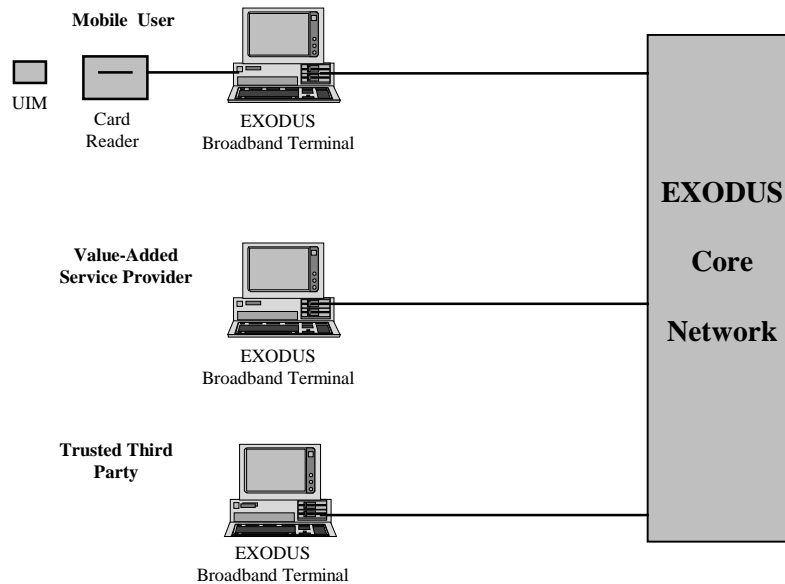 Mobile User
UIM
Card
Reader
EXODUS
Broadband Terminal
Value-Added
Service Provider
EXODUS
Broadband Terminal
Trusted Third
Party
EXODUS
Broadband Terminal
EXODUS
Core
Network